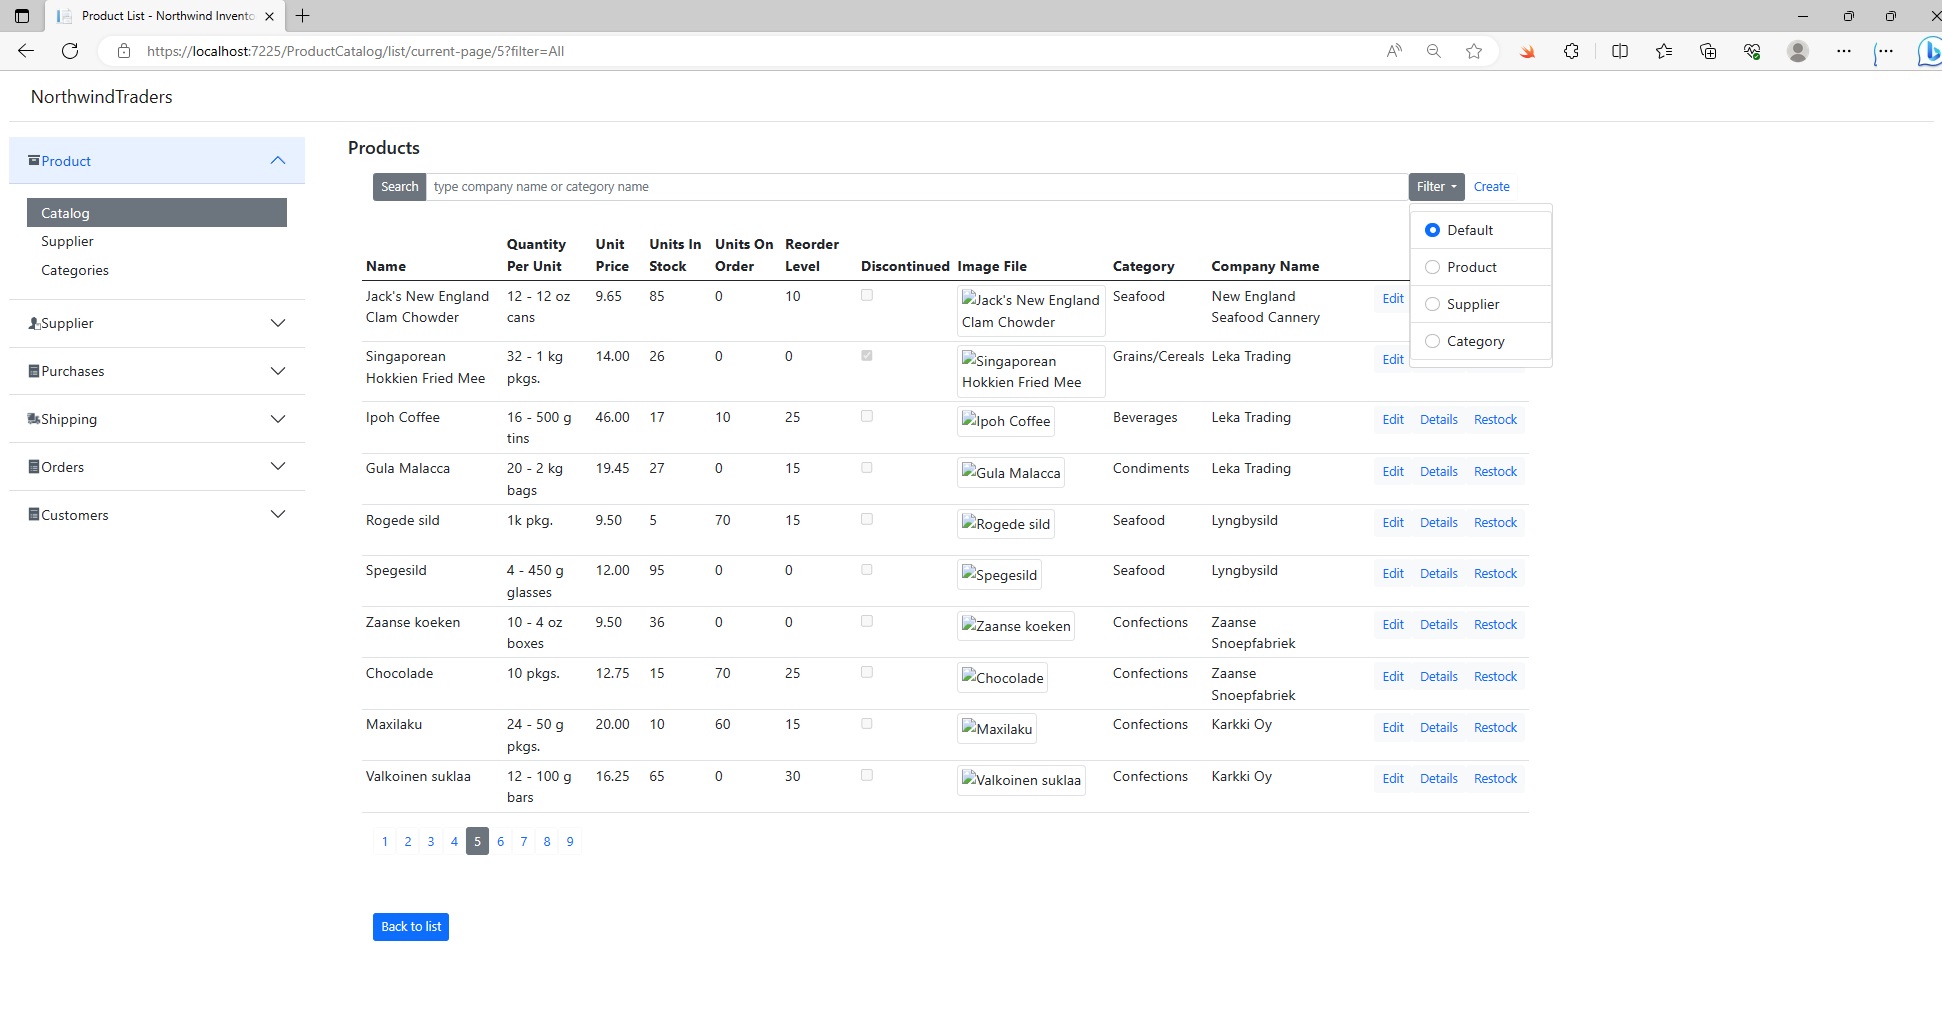 Product List - Northwind Invento
https://localhost:7225/ProductCatalog/list/current-page/5?filter=All
NorthwindTraders
Product
Catalog
Supplier
Categories
Supplier
Purchases
Shipping
Orders
Customers
Products
Search type company name or category name Filter Create
Default
Product
Supplier
Category
Name Quantity Per Unit Unit Price Units In Stock Units On Order Reorder Level Discontinued Image File Category Company Name
Jack's New England Clam Chowder 12 - 12 oz cans 9.65 85 0 10 Jack's New England Clam Chowder Seafood New England Seafood Cannery Edit
Singaporean Hokkien Fried Mee 32 - 1 kg pkgs. 14.00 26 0 0 Singaporean Hokkien Fried Mee Grains/Cereals Leka Trading Edit
Ipoh Coffee 16 - 500 g tins 46.00 17 10 25 Ipoh Coffee Beverages Leka Trading Edit Details Restock
Gula Malacca 20 - 2 kg bags 19.45 27 0 15 Gula Malacca Condiments Leka Trading Edit Details Restock
Rogede sild 1k pkg. 9.50 5 70 15 Rogede sild Seafood Lyngbysild Edit Details Restock
Spegesild 4 - 450 g glasses 12.00 95 0 0 Spegesild Seafood Lyngbysild Edit Details Restock
Zaanse koeken 10 - 4 oz boxes 9.50 36 0 0 Zaanse koeken Confections Zaanse Snoepfabriek Edit Details Restock
Chocolade 10 pkgs. 12.75 15 70 25 Chocolade Confections Zaanse Snoepfabriek Edit Details Restock
Maxilaku 24 - 50 g pkgs. 20.00 10 60 15 Maxilaku Confections Karkki Oy Edit Details Restock
Valkoinen suklaa 12 - 100 g bars 16.25 65 0 30 Valkoinen suklaa Confections Karkki Oy Edit Details Restock
1 2 3 4 5 6 7 8 9
Back to list